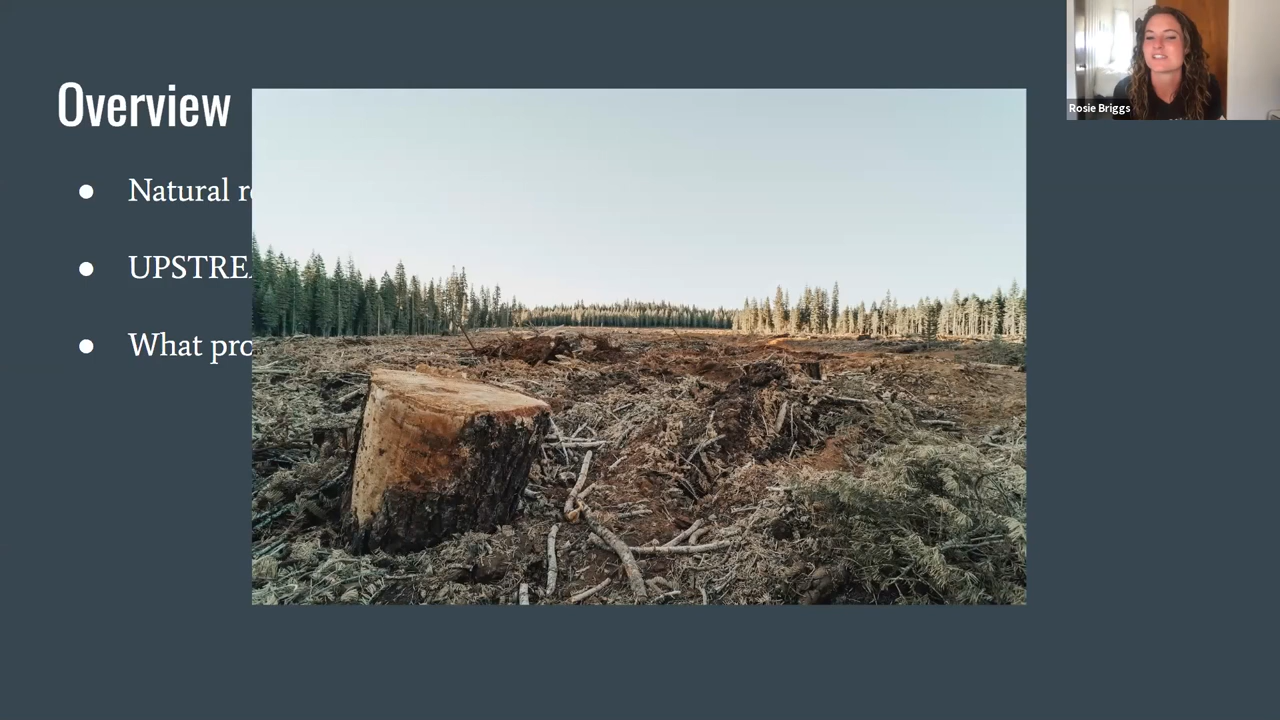 Overview
● Natural r
● UPSTRE
● What pro
Rosie Briggs